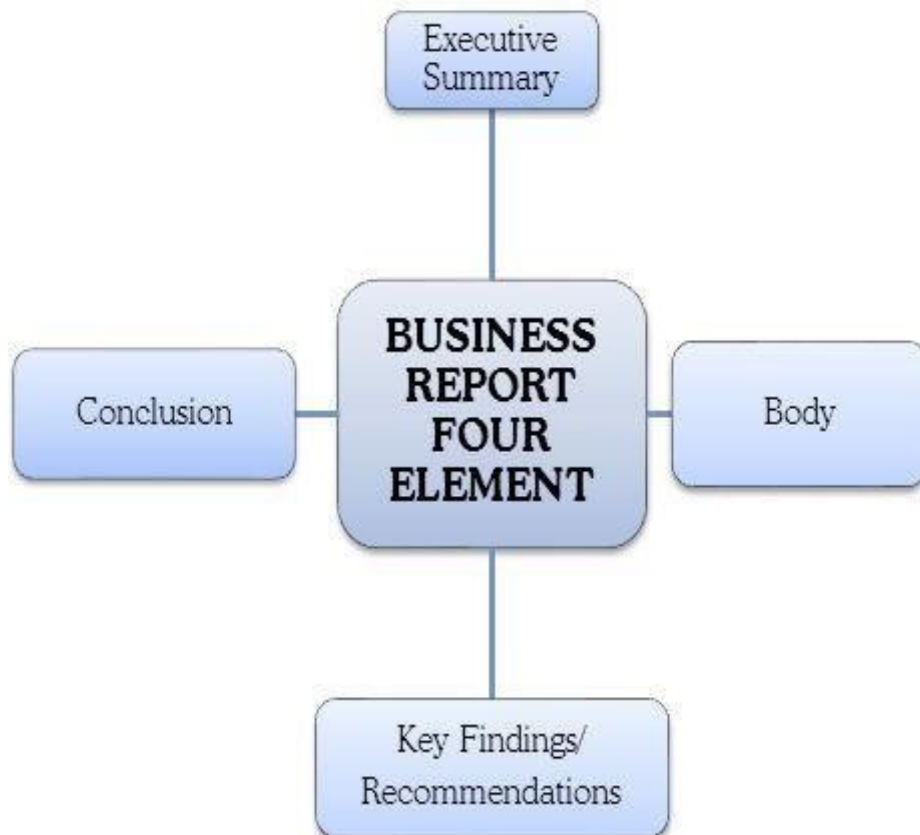 Executive
Summary
BUSINESS
REPORT
FOUR
ELEMENT
Conclusion
Body
Key Findings/
Recommendations